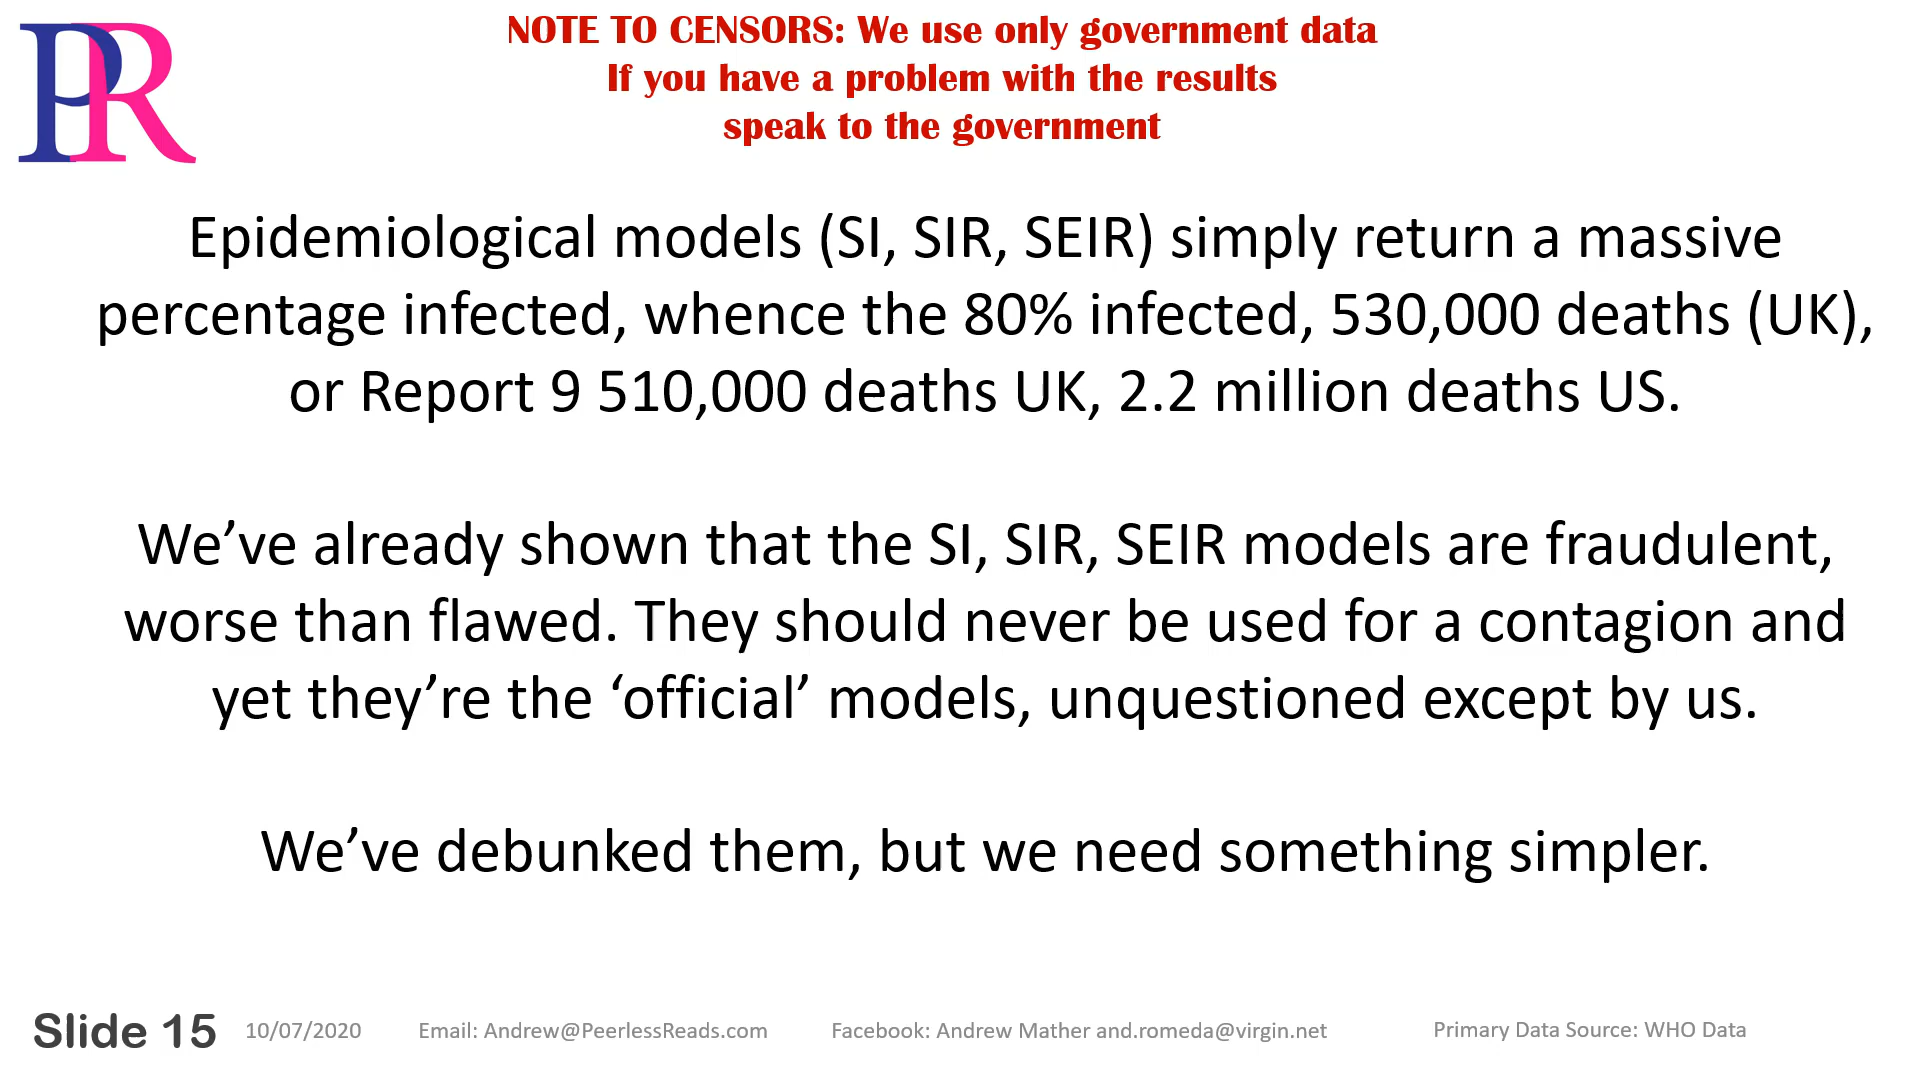 PR
NOTE TO CENSORS: We use only government data
If you have a problem with the results
speak to the government
Epidemiological models (SI, SIR, SEIR) simply return a massive
percentage infected, whence the 80% infected, 530,000 deaths (UK),
or Report 9 510,000 deaths UK, 2.2 million deaths US.
We’ve already shown that the SI, SIR, SEIR models are fraudulent,
worse than flawed. They should never be used for a contagion and
yet they’re the ‘official’ models, unquestioned except by us.
We’ve debunked them, but we need something simpler.
Slide 15 10/07/2020 Email: Andrew@PeerlessReads.com Facebook: Andrew Mather and.romeda@virgin.net Primary Data Source: WHO Data